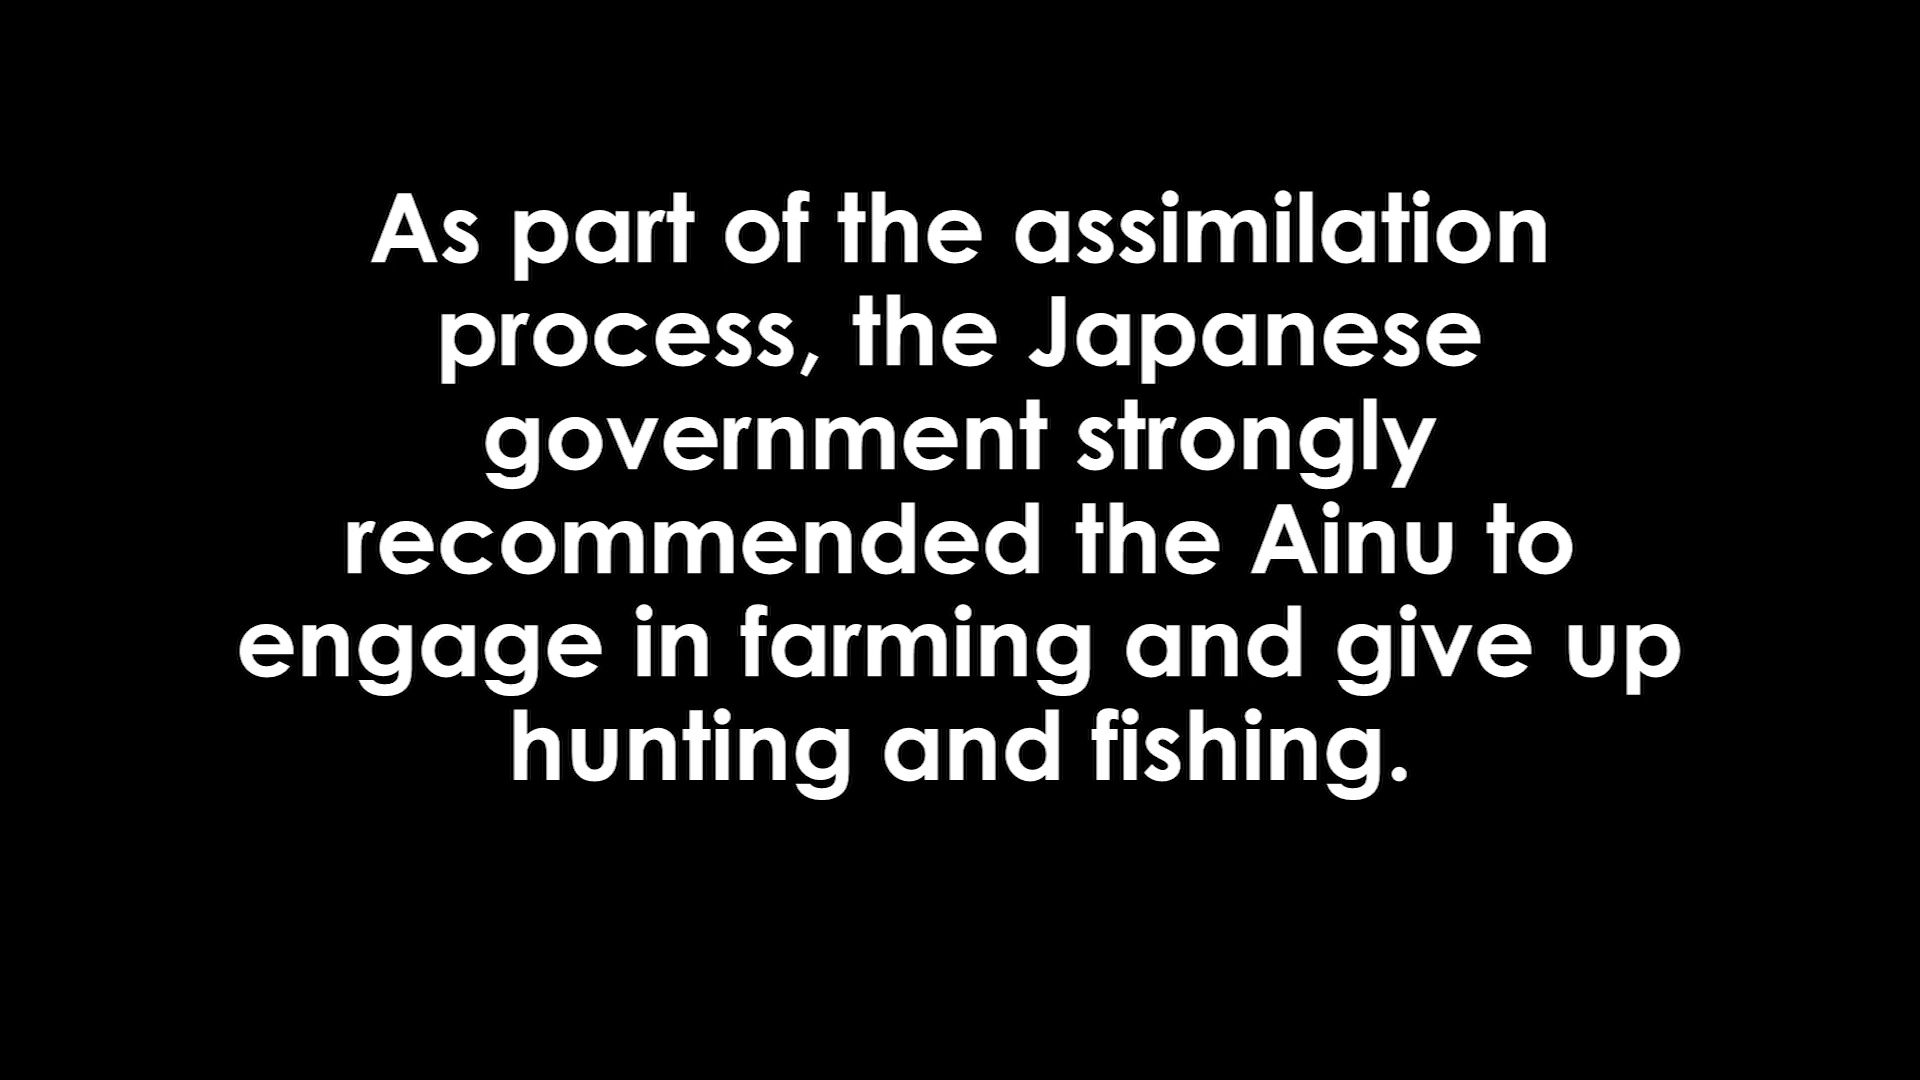 As part of the assimilation
process, the Japanese
government strongly
recommended the Ainu to
engage in farming and give up
hunting and fishing.